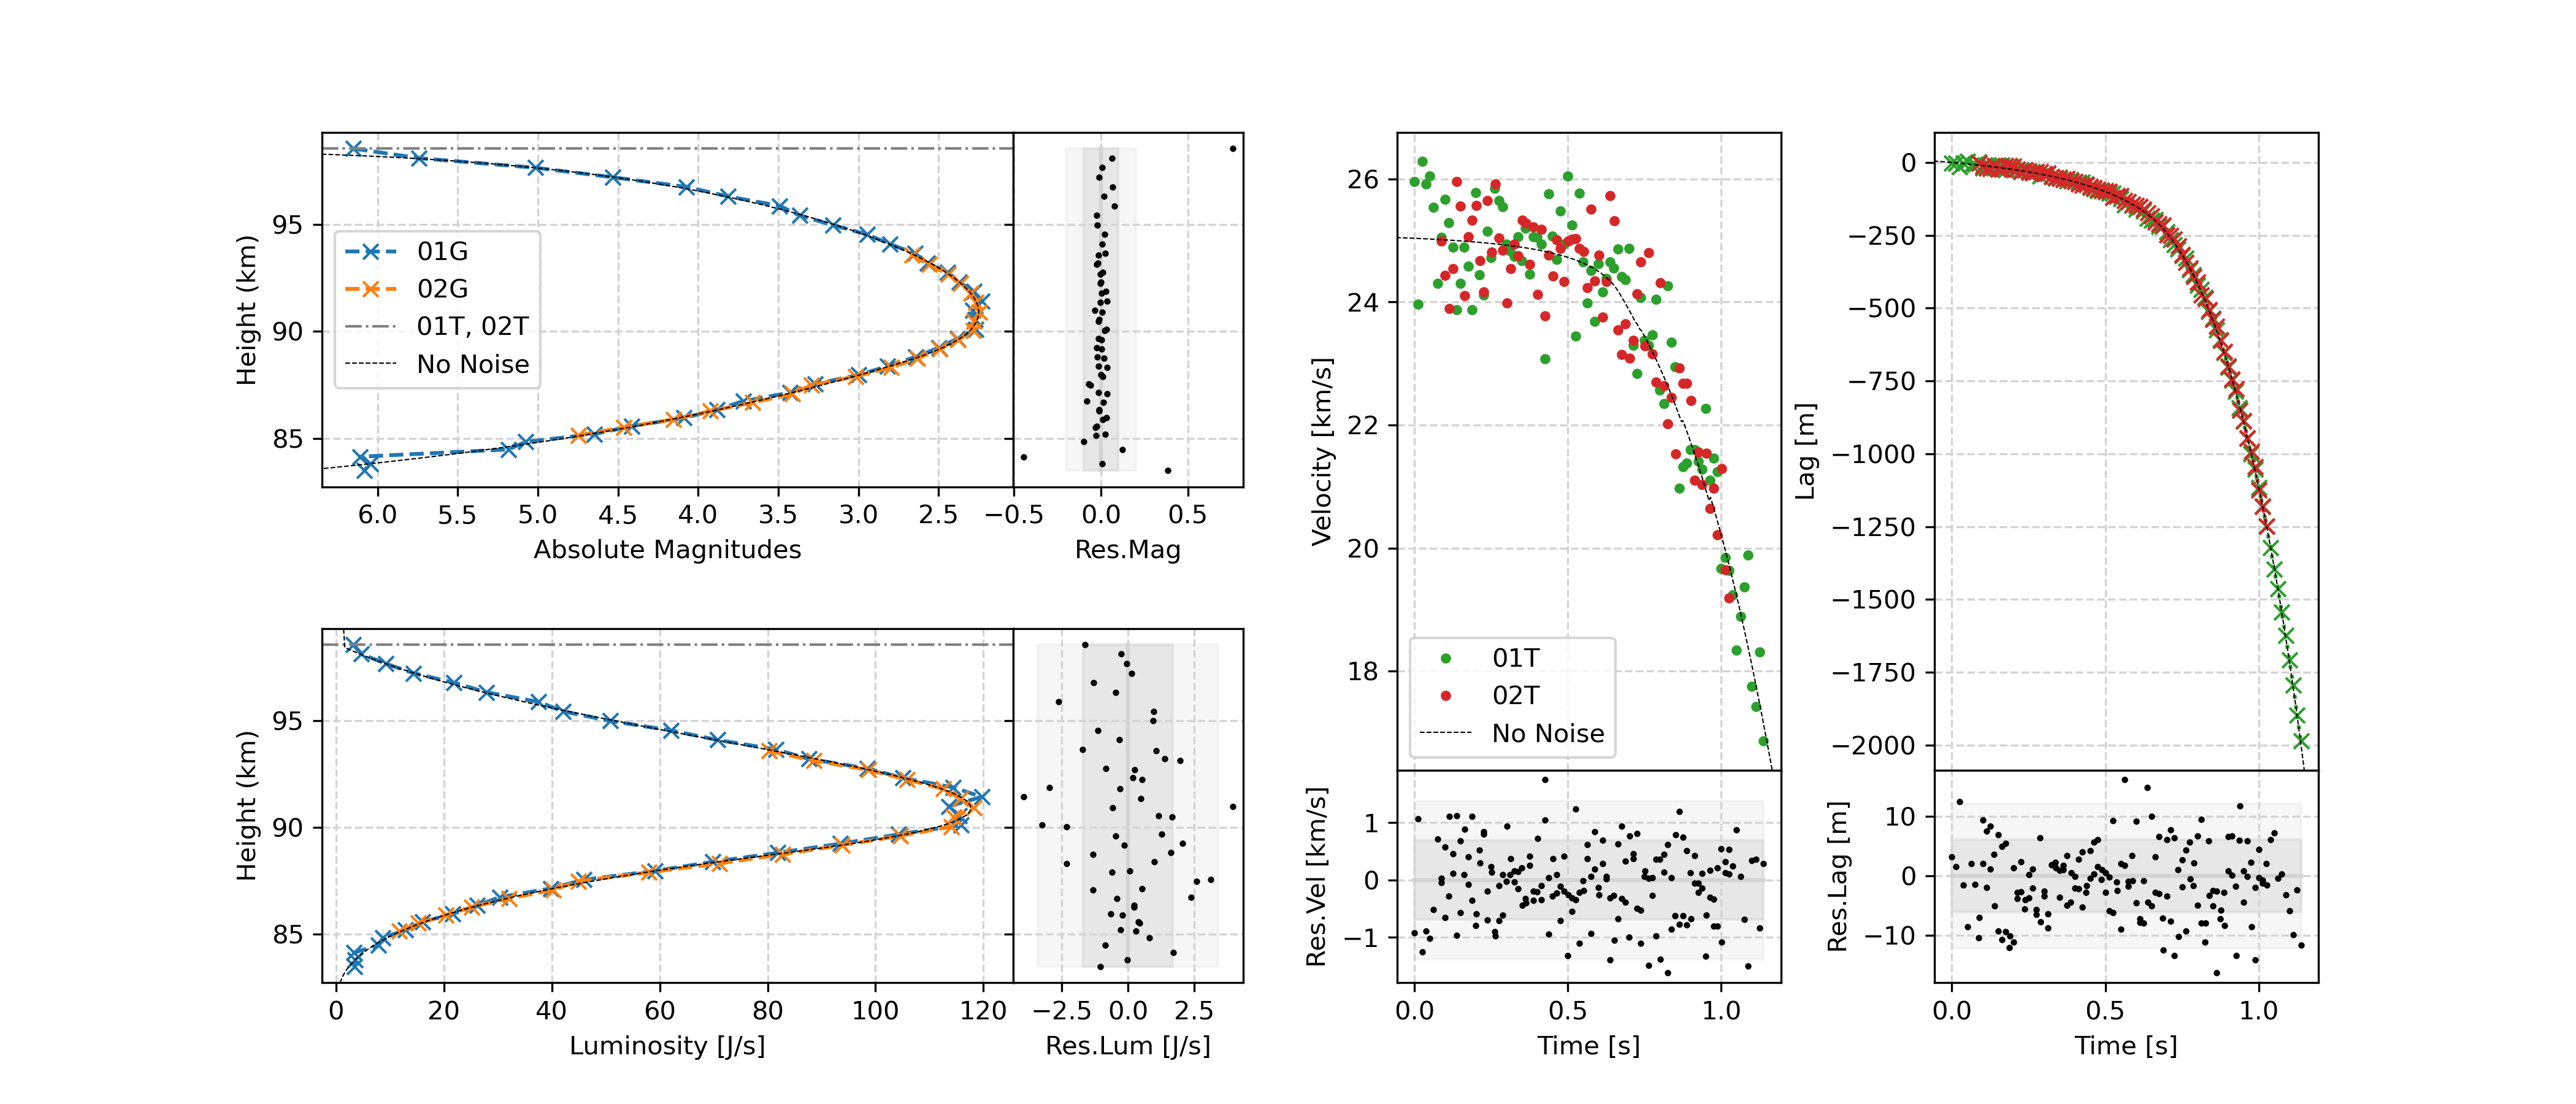 Height (km)
95
90
85
01G
02G
01T, 02T
No Noise
6.0 5.5 5.0 4.5 4.0 3.5 3.0 2.5
Absolute Magnitudes
−0.5 0.0 0.5
Res.Mag
Height (km)
95
90
85
0 20 40 60 80 100 120
Luminosity [J/s]
−2.5 0.0 2.5
Res.Lum [J/s]
Velocity [km/s]
26
24
22
20
18
01T
02T
No Noise
Res.Vel [km/s]
1
0
−1
0.0 0.5 1.0
Time [s]
Lag [m]
0
−250
−500
−750
−1000
−1250
−1500
−1750
−2000
Res.Lag [m]
10
0
−10
0.0 0.5 1.0
Time [s]